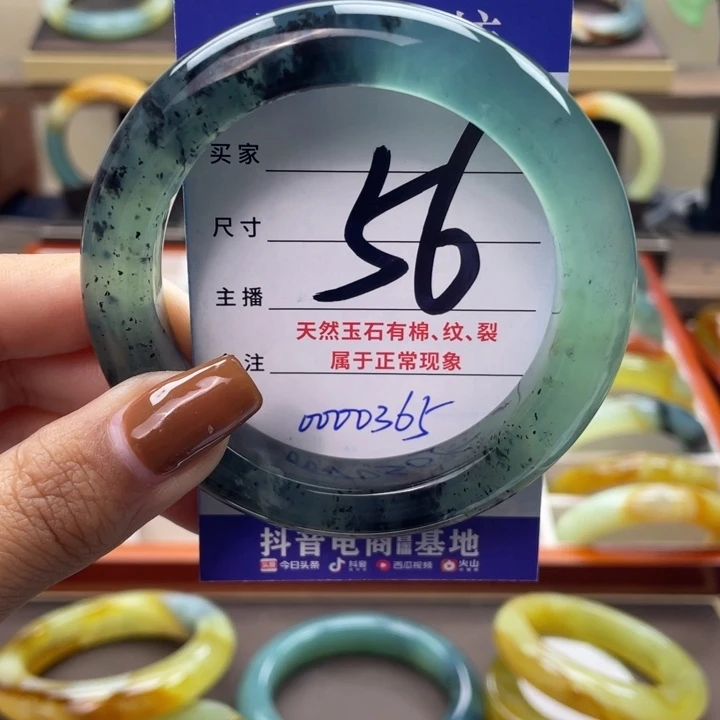 买家
尺寸
56
主播
天然玉石有棉、纹、裂
注
属于正常现象
0000365
抖音电商直播基地
今日头条 抖音 西瓜视频 火山